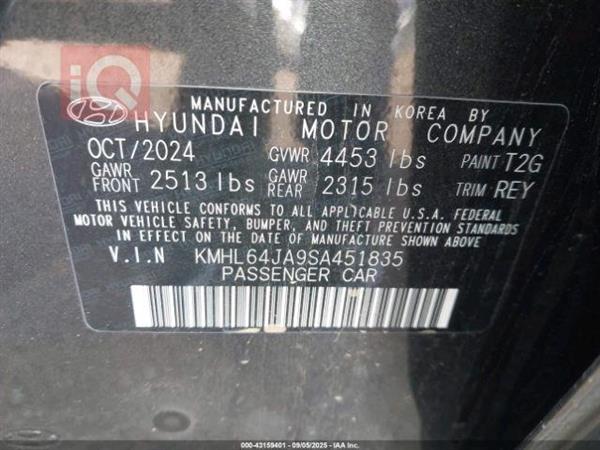 iQ
MANUFACTURED IN KOREA BY
HYUNDAI MOTOR COMPANY
OCT/2024 GVWR 4453 lbs PAINT T2G
GAWR FRONT 2513 lbs GAWR REAR 2315 lbs TRIM REY
THIS VEHICLE CONFORMS TO ALL APPLICABLE U.S.A. FEDERAL
MOTOR VEHICLE SAFETY, BUMPER, AND THEFT PREVENTION
STANDARDS IN EFFECT ON THE DATE OF MANUFACTURE SHOWN ABOVE
V.I.N KMHL64JA9SA451835
PASSENGER CAR
000-43159401 - 09/05/2025 - IAA Inc.